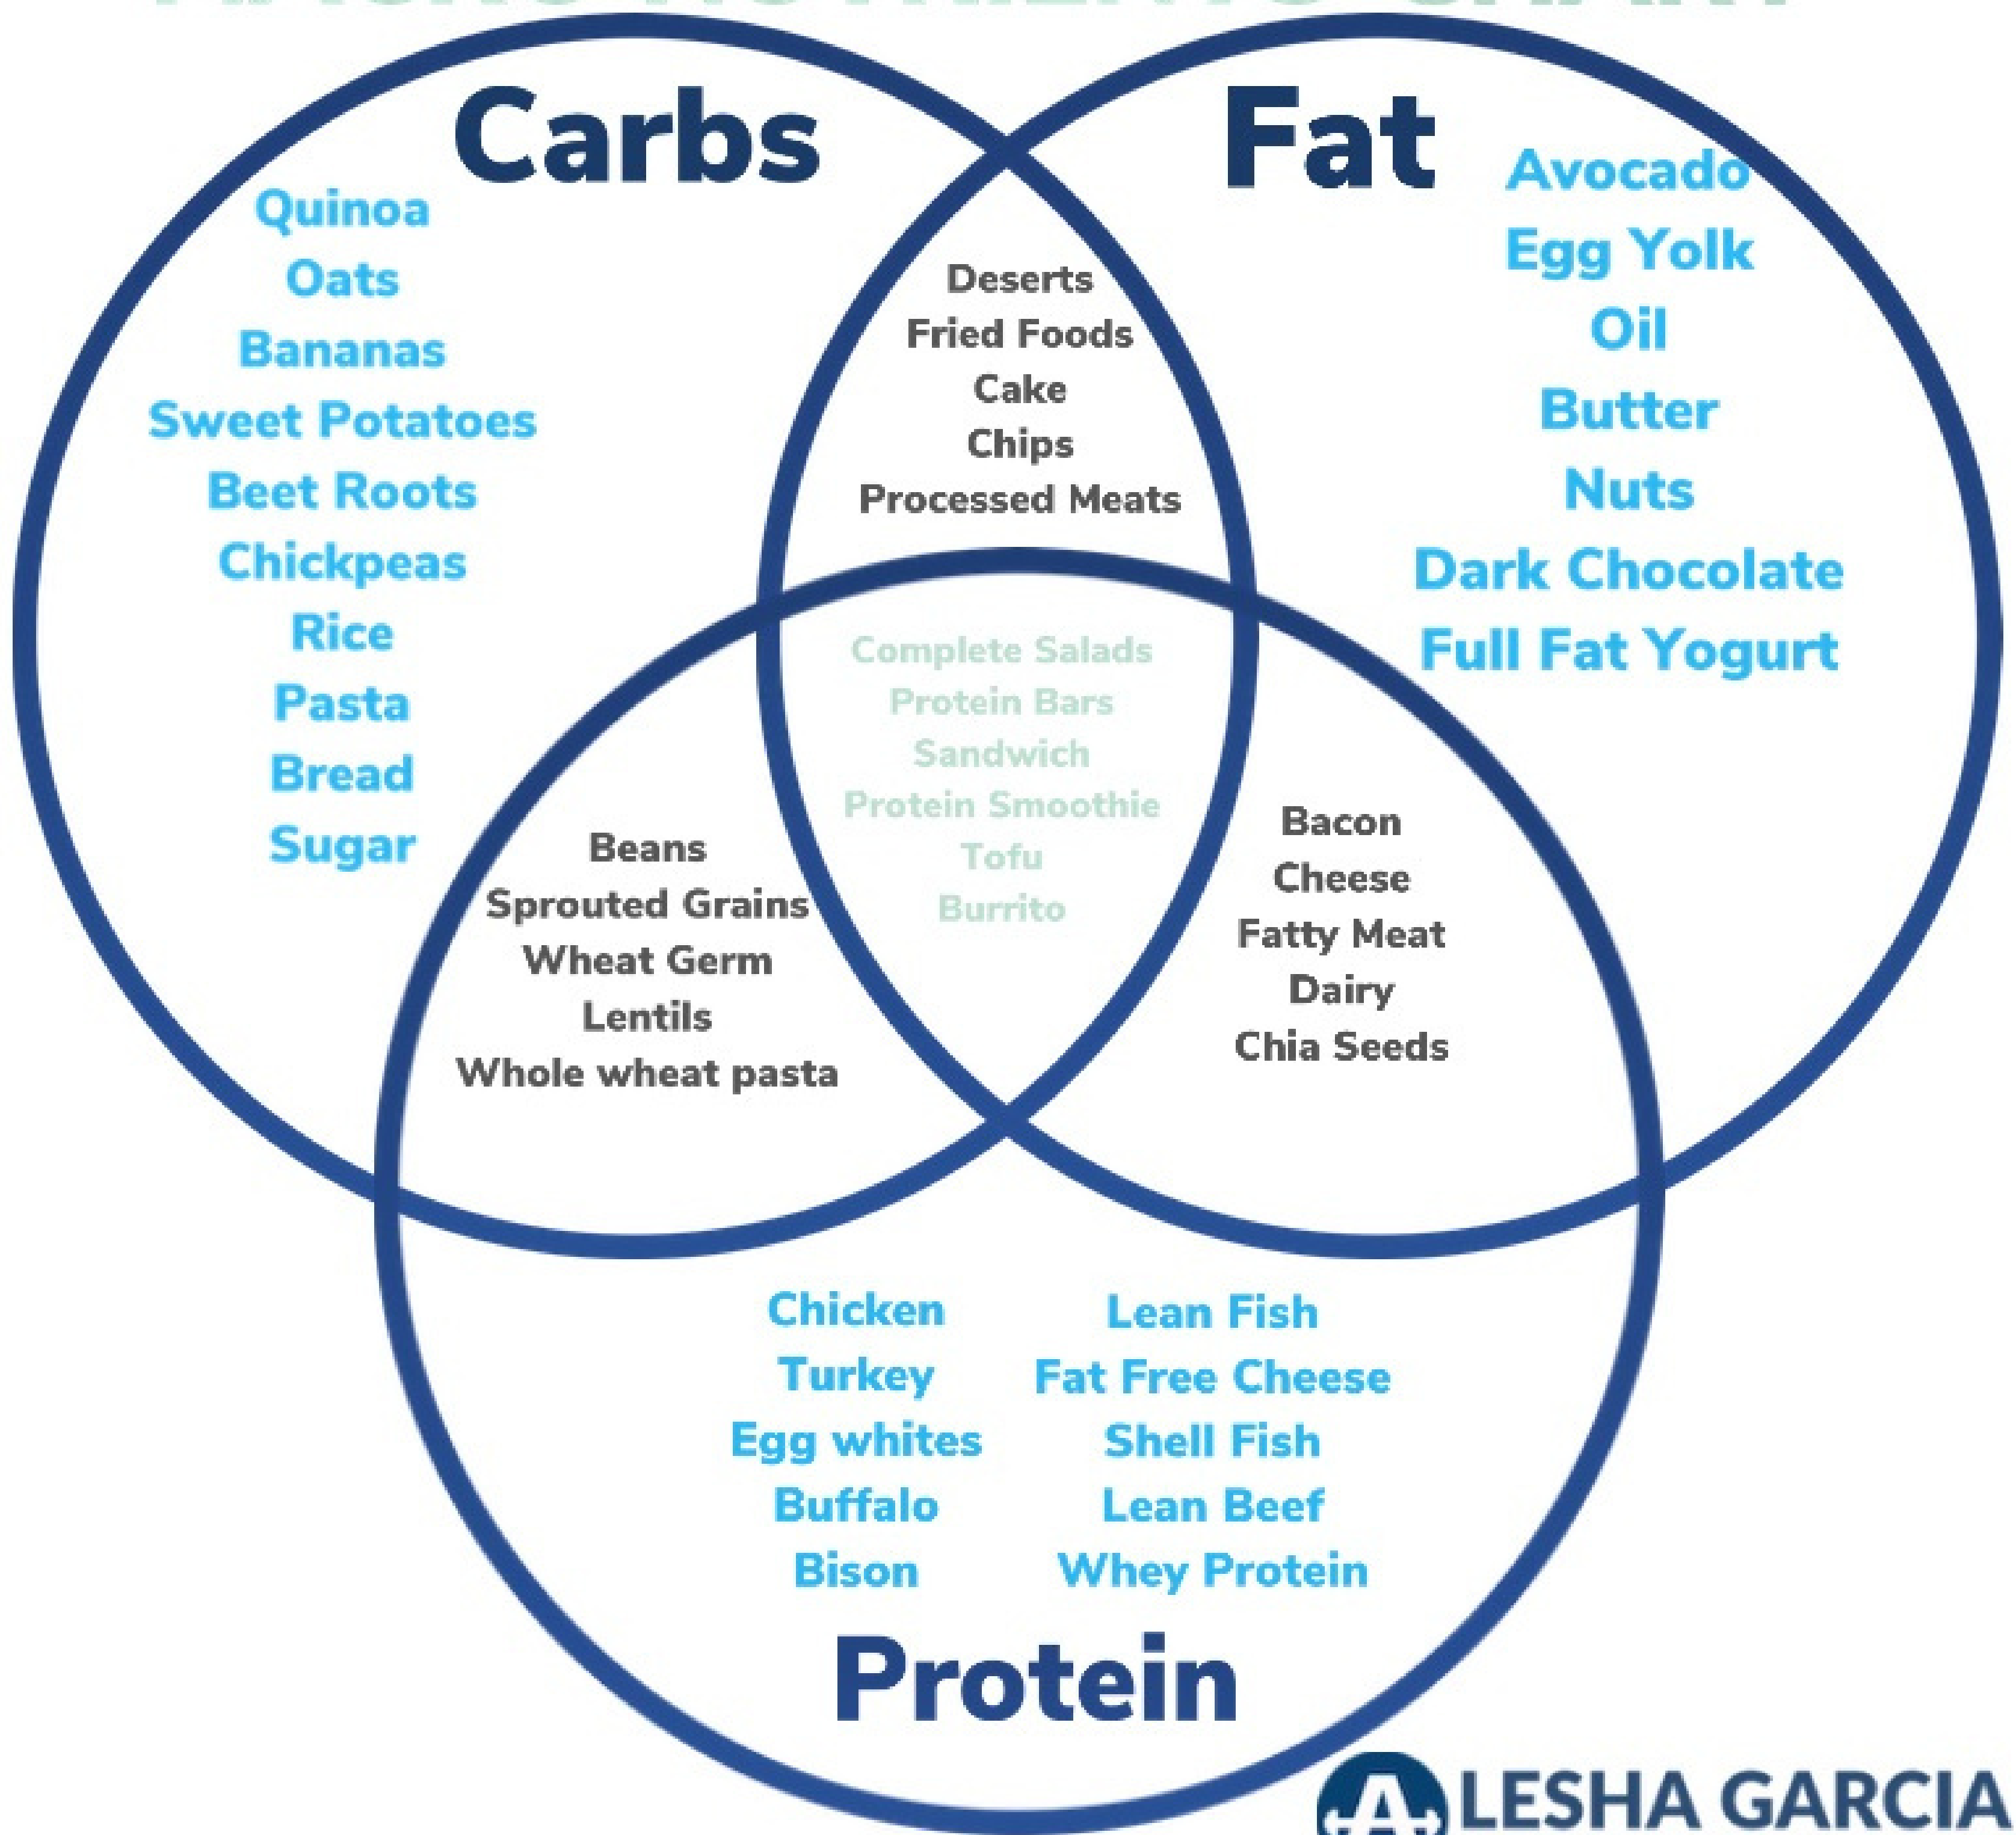 Carbs
Quinoa
Oats
Bananas
Sweet Potatoes
Beet Roots
Chickpeas
Rice
Pasta
Bread
Sugar
Fat
Avocado
Egg Yolk
Oil
Butter
Nuts
Dark Chocolate
Full Fat Yogurt
Deserts
Fried Foods
Cake
Chips
Processed Meats
Complete Salads
Protein Bars
Sandwich
Protein Smoothie
Tofu
Burrito
Beans
Sprouted Grains
Wheat Germ
Lentils
Whole wheat pasta
Bacon
Cheese
Fatty Meat
Dairy
Chia Seeds
Chicken
Turkey
Egg whites
Buffalo
Bison
Lean Fish
Fat Free Cheese
Shell Fish
Lean Beef
Whey Protein
Protein
ALESHA GARCIA